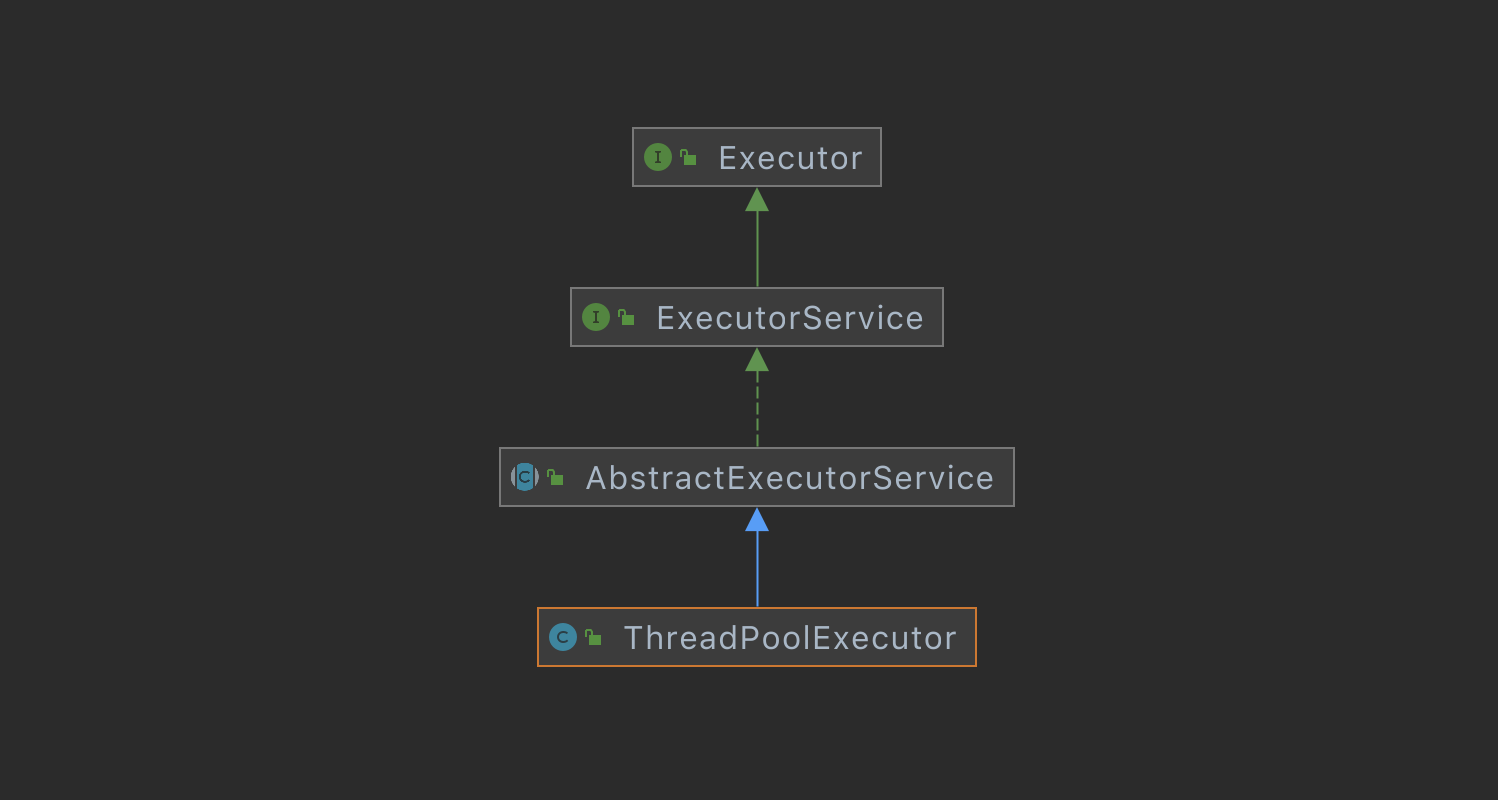 I Executor
I ExecutorService
C AbstractExecutorService
C ThreadPoolExecutor